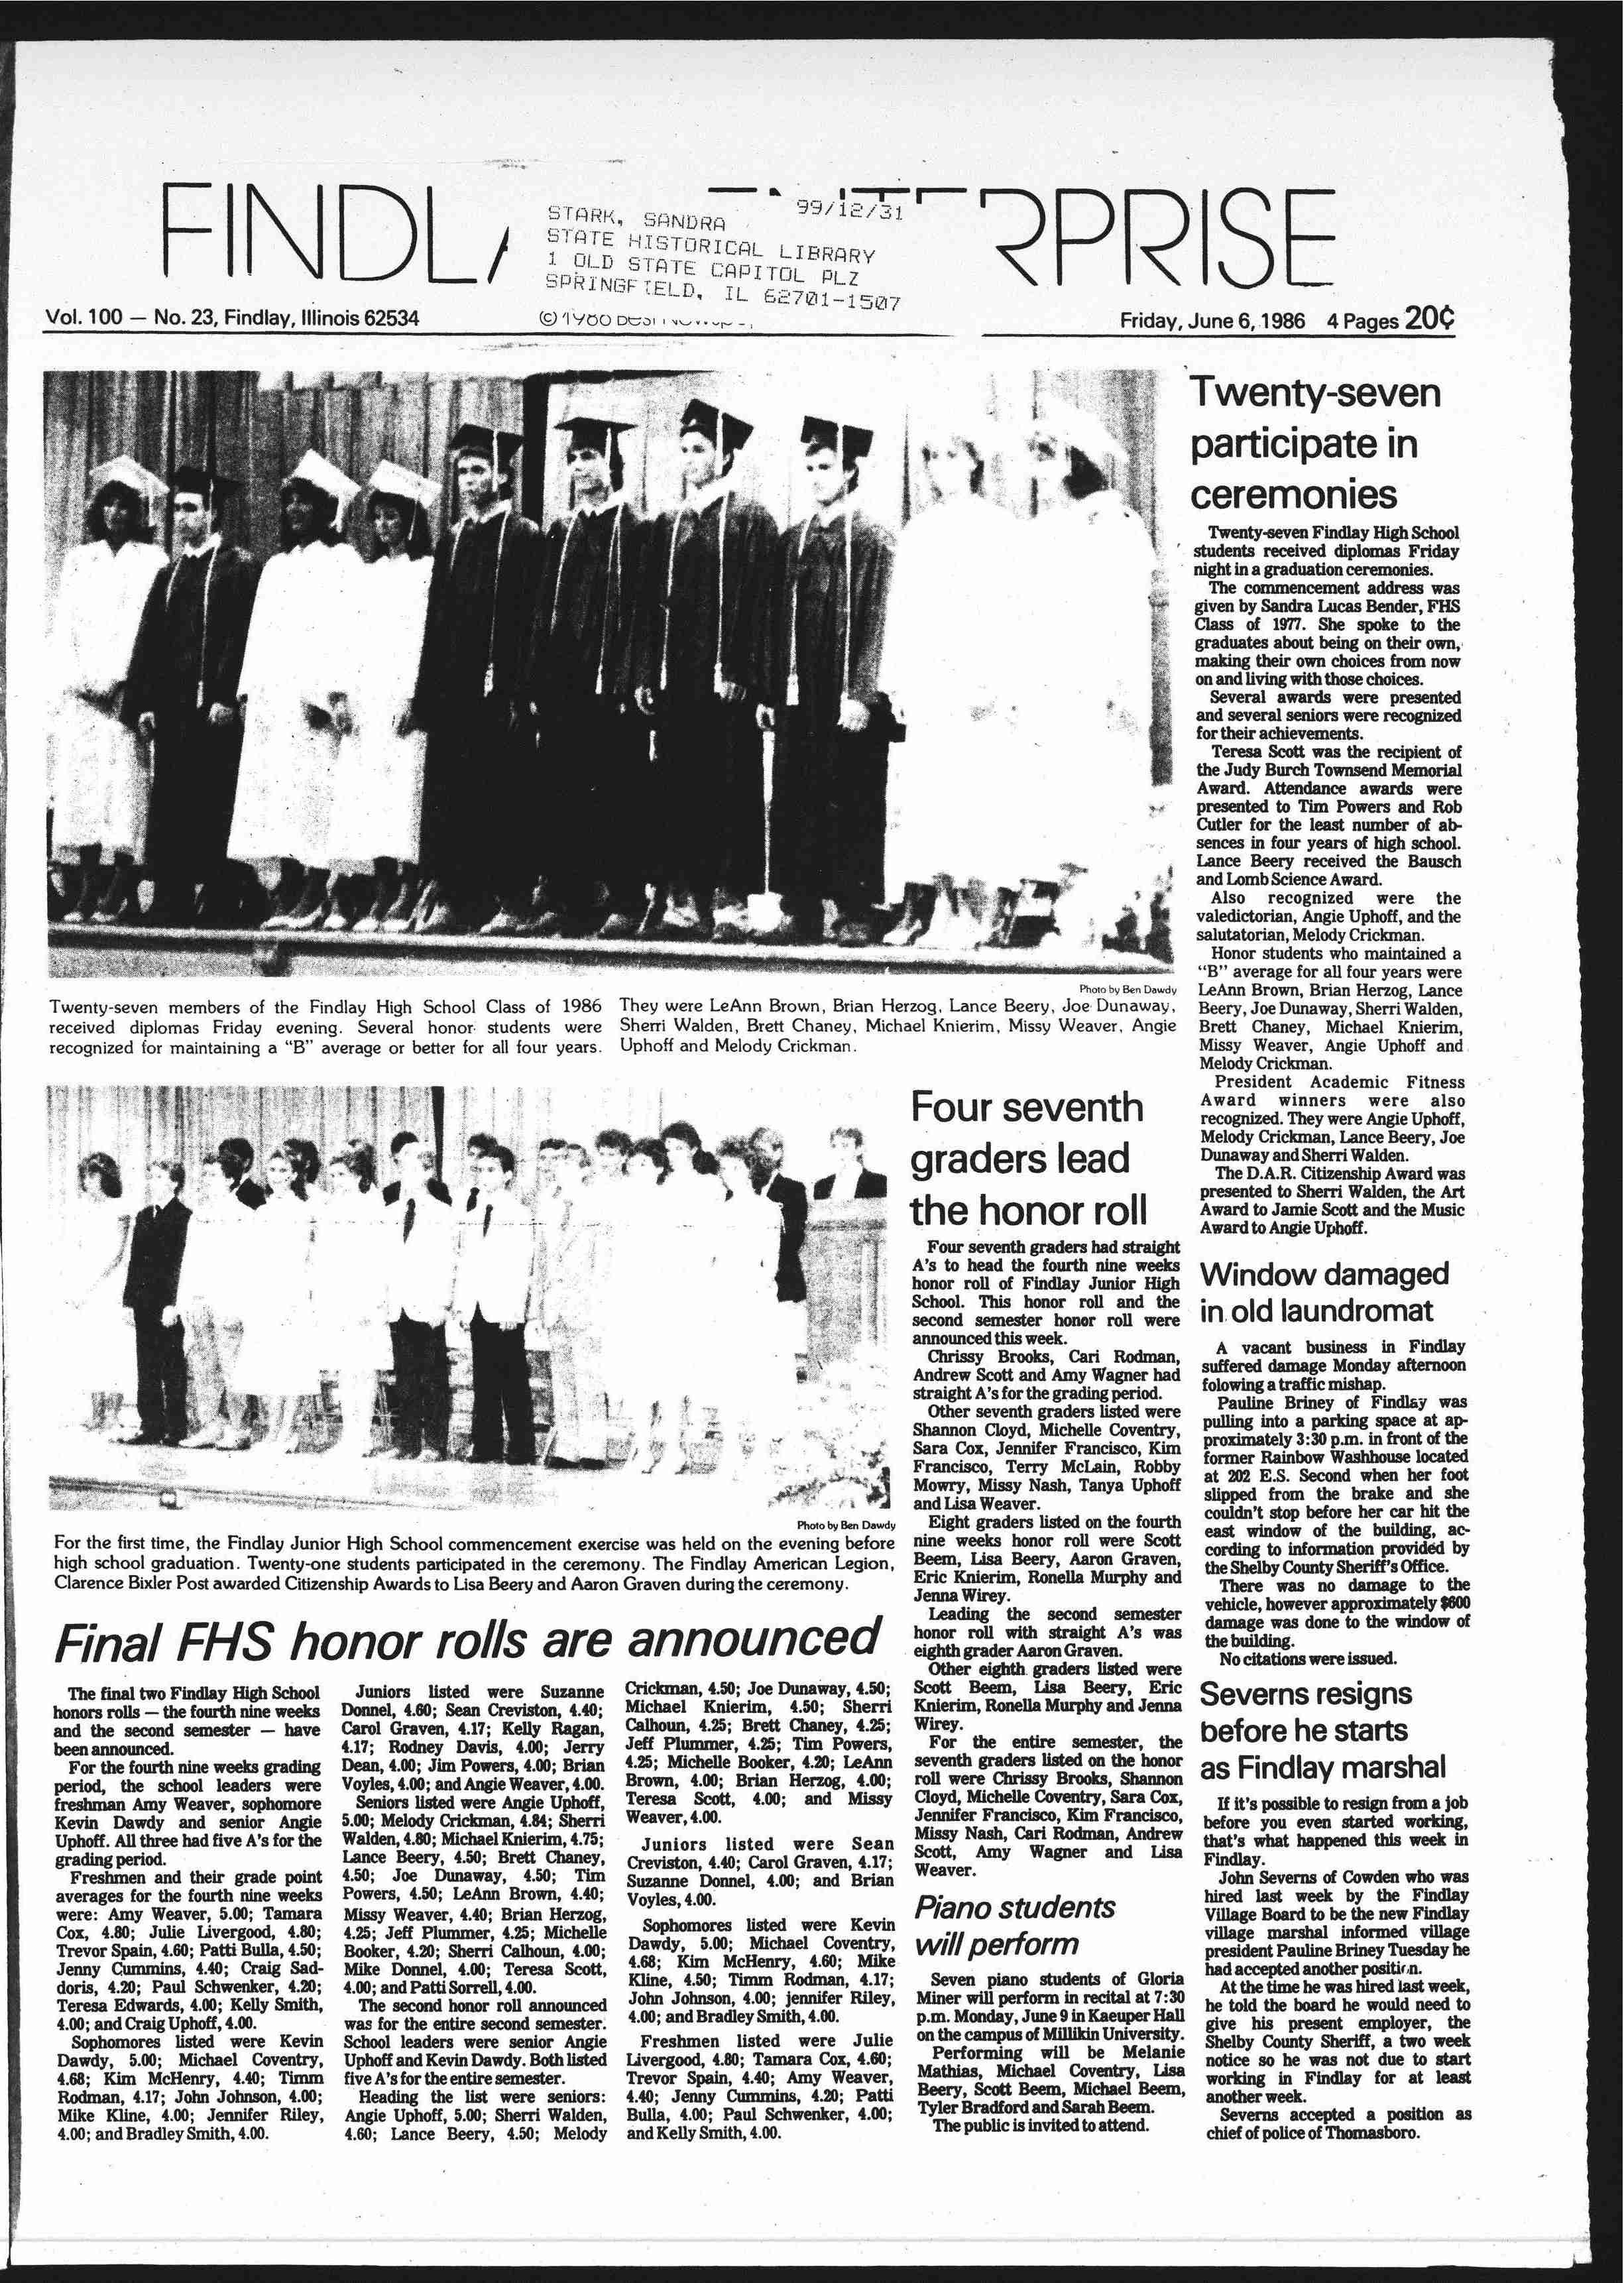 FINDL
RPRISE
STARK, SANDRA 99/12/31
STATE HISTORICAL LIBRARY
1 OLD STATE CAPITOL PLZ
SPRINGFIELD, IL 62701-1507
Vol. 100 — No. 23, Findlay, Illinois 62534
Friday, June 6, 1986 4 Pages 20¢
Photo by Ben Dawdy
Twenty-seven members of the Findlay High School Class of 1986
received diplomas Friday evening. Several honor students were
recognized for maintaining a "B" average or better for all four years.
They were LeAnn Brown, Brian Herzog, Lance Beery, Joe Dunaway,
Sherri Walden, Brett Chaney, Michael Knierim, Missy Weaver, Angie
Uphoff and Melody Crickman.
Twenty-seven
participate in
ceremonies
Twenty-seven Findlay High School
students received diplomas Friday
night in a graduation ceremonies.
The commencement address was
given by Sandra Lucas Bender, FHS
Class of 1977. She spoke to the
graduates about being on their own,
making their own choices from now
on and living with those choices.
Several awards were presented
and several seniors were recognized
for their achievements.
Teresa Scott was the recipient of
the Judy Burch Townsend Memorial
Award. Attendance awards were
presented to Tim Powers and Rob
Cutler for the least number of ab-
sences in four years of high school.
Lance Beery received the Bausch
and Lomb Science Award.
Also recognized were the
valedictorian, Angie Uphoff, and the
salutatorian, Melody Crickman.
Honor students who maintained a
"B" average for all four years were
LeAnn Brown, Brian Herzog, Lance
Beery, Joe Dunaway, Sherri Walden,
Brett Chaney, Michael Knierim,
Missy Weaver, Angie Uphoff and
Melody Crickman.
President Academic Fitness
Award winners were also
recognized. They were Angie Uphoff,
Melody Crickman, Lance Beery, Joe
Dunaway and Sherri Walden.
The D.A.R. Citizenship Award was
presented to Sherri Walden, the Art
Award to Jamie Scott and the Music
Award to Angie Uphoff.
Photo by Ben Dawdy
For the first time, the Findlay Junior High School commencement exercise was held on the evening before
high school graduation. Twenty-one students participated in the ceremony. The Findlay American Legion,
Clarence Bixler Post awarded Citizenship Awards to Lisa Beery and Aaron Graven during the ceremony.
Final FHS honor rolls are announced
The final two Findlay High School
honors rolls — the fourth nine weeks
and the second semester — have
been announced.
For the fourth nine weeks grading
period, the school leaders were
freshman Amy Weaver, sophomore
Kevin Dawdy and senior Angie
Uphoff. All three had five A's for the
grading period.
Freshmen and their grade point
averages for the fourth nine weeks
were: Amy Weaver, 5.00; Tamara
Cox, 4.80; Julie Livergood, 4.80;
Trevor Spain, 4.60; Patti Bulla, 4.50;
Jenny Cummins, 4.40; Craig Sad-
doris, 4.20; Paul Schwenker, 4.20;
Teresa Edwards, 4.00; Kelly Smith,
4.00; and Craig Uphoff, 4.00.
Sophomores listed were Kevin
Dawdy, 5.00; Michael Coventry,
4.68; Kim McHenry, 4.40; Timm
Rodman, 4.17; John Johnson, 4.00;
Mike Kline, 4.00; Jennifer Riley,
4.00; and Bradley Smith, 4.00.
Juniors listed were Suzanne
Donnel, 4.60; Sean Creviston, 4.40;
Carol Graven, 4.17; Kelly Ragan,
4.17; Rodney Davis, 4.00; Jerry
Dean, 4.00; Jim Powers, 4.00; Brian
Voyles, 4.00; and Angie Weaver, 4.00.
Seniors listed were Angie Uphoff,
5.00; Melody Crickman, 4.84; Sherri
Walden, 4.80; Michael Knierim, 4.75;
Lance Beery, 4.50; Brett Chaney,
4.50; Joe Dunaway, 4.50; Tim
Powers, 4.50; LeAnn Brown, 4.40;
Missy Weaver, 4.40; Brian Herzog,
4.25; Jeff Plummer, 4.25; Michelle
Booker, 4.20; Sherri Calhoun, 4.00;
Mike Donnel, 4.00; Teresa Scott,
4.00; and Patti Sorrell, 4.00.
The second honor roll announced
was for the entire second semester.
School leaders were senior Angie
Uphoff and Kevin Dawdy. Both listed
five A's for the entire semester.
Heading the list were seniors:
Angie Uphoff, 5.00; Sherri Walden,
4.60; Lance Beery, 4.50; Melody
Crickman, 4.50; Joe Dunaway, 4.50;
Michael Knierim, 4.50; Sherri
Calhoun, 4.25; Brett Chaney, 4.25;
Jeff Plummer, 4.25; Tim Powers,
4.25; Michelle Booker, 4.20; LeAnn
Brown, 4.00; Brian Herzog, 4.00;
Teresa Scott, 4.00; and Missy
Weaver, 4.00.
Juniors listed were Sean
Creviston, 4.40; Carol Graven, 4.17;
Suzanne Donnel, 4.00; and Brian
Voyles, 4.00.
Sophomores listed were Kevin
Dawdy, 5.00; Michael Coventry,
4.68; Kim McHenry, 4.60; Mike
Kline, 4.50; Timm Rodman, 4.17;
John Johnson, 4.00; jennifer Riley,
4.00; and Bradley Smith, 4.00.
Freshmen listed were Julie
Livergood, 4.80; Tamara Cox, 4.60;
Trevor Spain, 4.40; Amy Weaver,
4.40; Jenny Cummins, 4.20; Patti
Bulla, 4.00; Paul Schwenker, 4.00;
and Kelly Smith, 4.00.
Four seventh
graders lead
the honor roll
Four seventh graders had straight
A's to head the fourth nine weeks
honor roll of Findlay Junior High
School. This honor roll and the
second semester honor roll were
announced this week.
Chrissy Brooks, Cari Rodman,
Andrew Scott and Amy Wagner had
straight A's for the grading period.
Other seventh graders listed were
Shannon Cloyd, Michelle Coventry,
Sara Cox, Jennifer Francisco, Kim
Francisco, Terry McLain, Robby
Mowry, Missy Nash, Tanya Uphoff
and Lisa Weaver.
Eight graders listed on the fourth
nine weeks honor roll were Scott
Beem, Lisa Beery, Aaron Graven,
Eric Knierim, Ronella Murphy and
Jenna Wirey.
Leading the second semester
honor roll with straight A's was
eighth grader Aaron Graven.
Other eighth graders listed were
Scott Beem, Lisa Beery, Eric
Knierim, Ronella Murphy and Jenna
Wirey.
For the entire semester, the
seventh graders listed on the honor
roll were Chrissy Brooks, Shannon
Cloyd, Michelle Coventry, Sara Cox,
Jennifer Francisco, Kim Francisco,
Missy Nash, Cari Rodman, Andrew
Scott, Amy Wagner and Lisa
Weaver.
Piano students
will perform
Seven piano students of Gloria
Miner will perform in recital at 7:30
p.m. Monday, June 9 in Kaeuper Hall
on the campus of Millikin University.
Performing will be Melanie
Mathias, Michael Coventry, Lisa
Beery, Scott Beem, Michael Beem,
Tyler Bradford and Sarah Beem.
The public is invited to attend.
Window damaged
in old laundromat
A vacant business in Findlay
suffered damage Monday afternoon
folowing a traffic mishap.
Pauline Briney of Findlay was
pulling into a parking space at ap-
proximately 3:30 p.m. in front of the
former Rainbow Washhouse located
at 202 E.S. Second when her foot
slipped from the brake and she
couldn't stop before her car hit the
east window of the building, ac-
cording to information provided by
the Shelby County Sheriff's Office.
There was no damage to the
vehicle, however approximately $600
damage was done to the window of
the building.
No citations were issued.
Severns resigns
before he starts
as Findlay marshal
If it's possible to resign from a job
before you even started working,
that's what happened this week in
Findlay.
John Severns of Cowden who was
hired last week by the Findlay
Village Board to be the new Findlay
village marshal informed village
president Pauline Briney Tuesday he
had accepted another position.
At the time he was hired last week,
he told the board he would need to
give his present employer, the
Shelby County Sheriff, a two week
notice so he was not due to start
working in Findlay for at least
another week.
Severns accepted a position as
chief of police of Thomasboro.